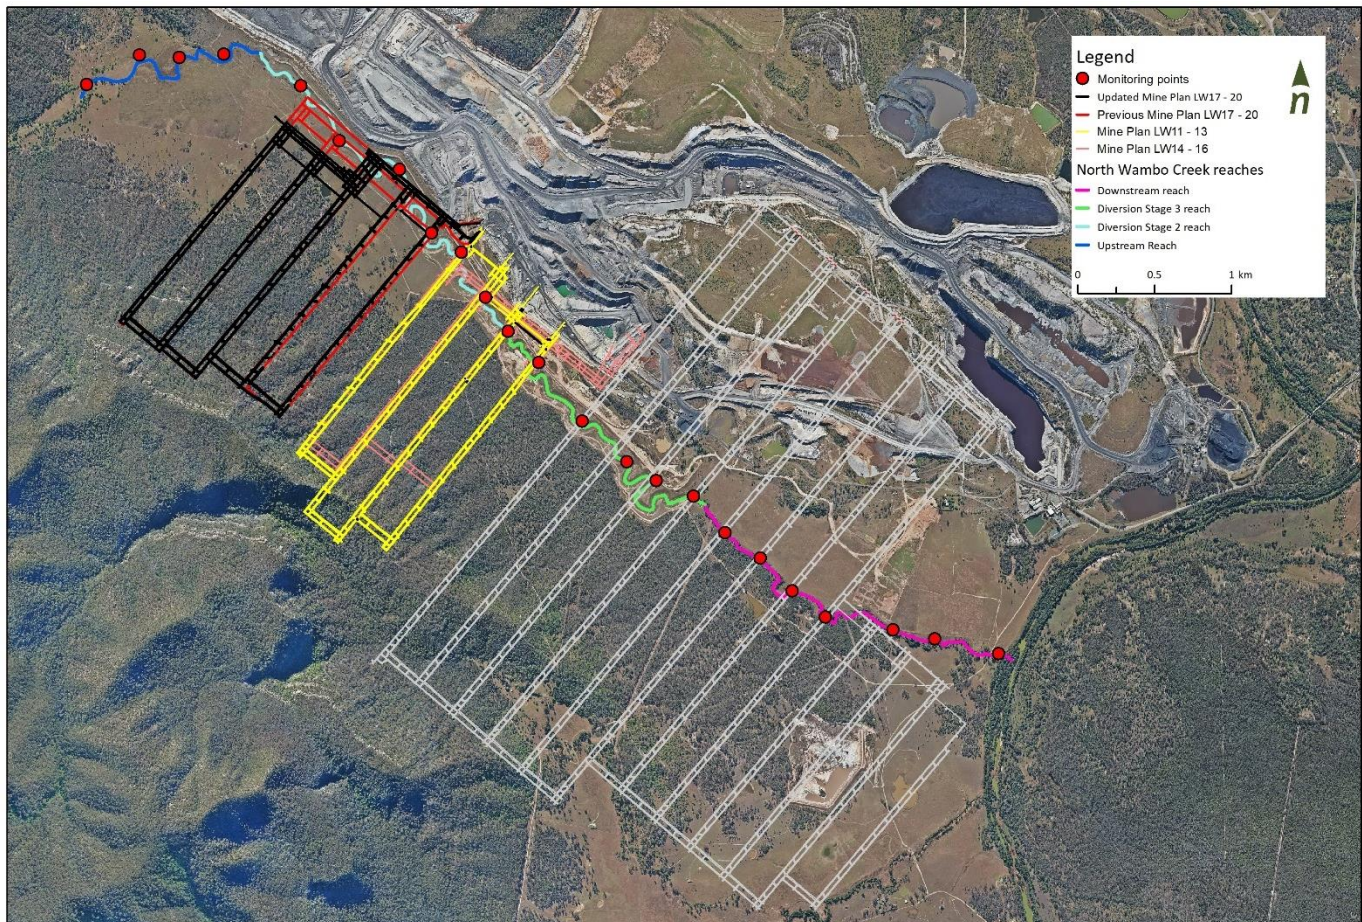 Legend
Monitoring points
Updated Mine Plan LW17 - 20
Previous Mine Plan LW17 - 20
Mine Plan LW11 - 13
Mine Plan LW14 - 16
North Wambo Creek reaches
Downstream reach
Diversion Stage 3 reach
Diversion Stage 2 reach
Upstream Reach
n
0 0.5 1 km